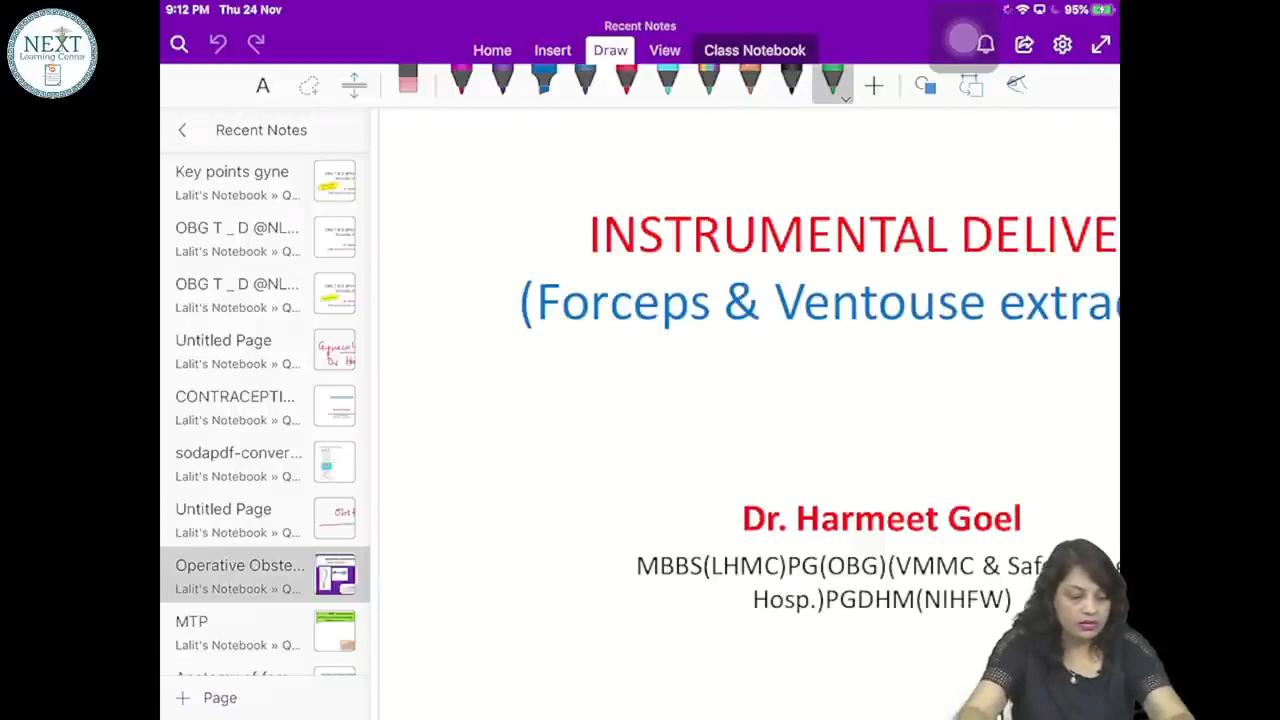 9:12 PM Thu 24 Nov
95%
NEXT
Learning Center
Recent Notes
Home Insert Draw View Class Notebook
A
Recent Notes
Key points gyne
Lalit's Notebook » Q...
OBG T _ D @NL...
Lalit's Notebook » Q...
OBG T _ D @NL...
Lalit's Notebook » Q...
Untitled Page
Lalit's Notebook » Q...
CONTRACEPTI...
Lalit's Notebook » Q...
sodapdf-conver...
Lalit's Notebook » Q...
Untitled Page
Lalit's Notebook » Q...
Operative Obste...
Lalit's Notebook » Q...
MTP
Lalit's Notebook » Q...
Page
INSTRUMENTAL DELIVE
(Forceps & Ventouse extrac
Dr. Harmeet Goel
MBBS(LHMC)PG(OBG)(VMMC & Saf
Hosp.)PGDHM(NIHFW)